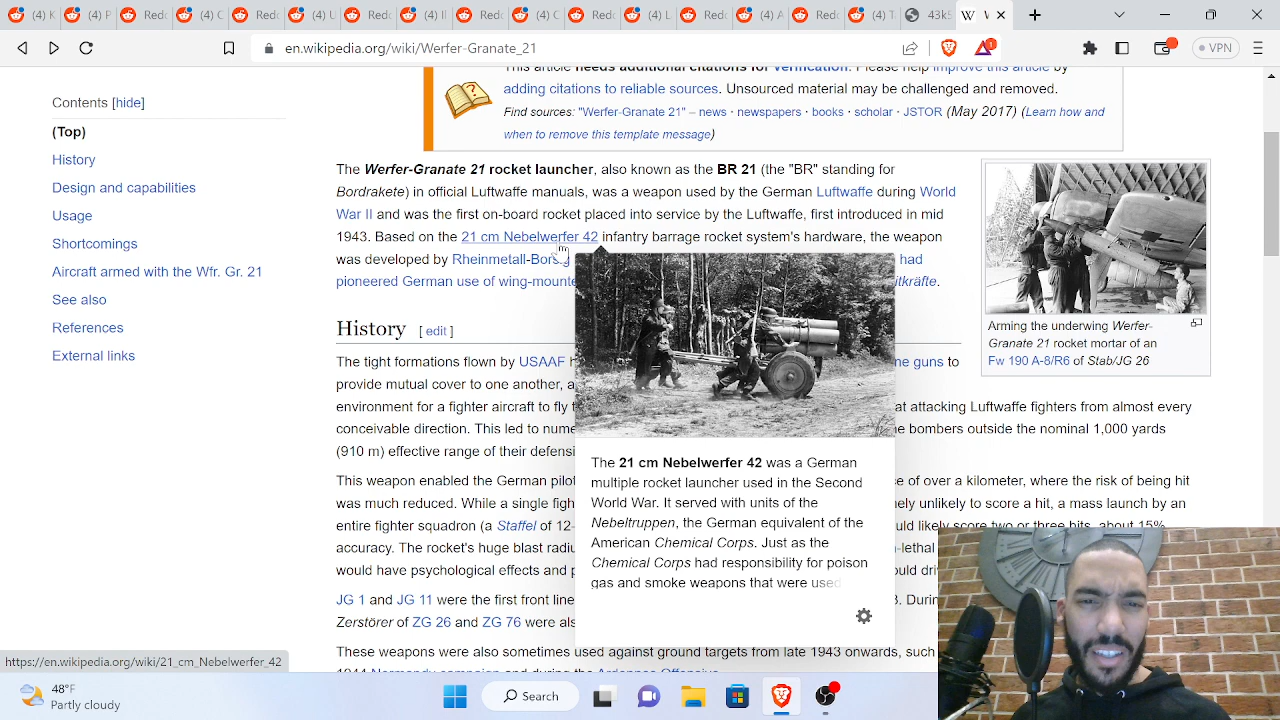 (4) U
(4) C
(4) U
(4) I
(4) L
43kS
W
en.wikipedia.org/wiki/Werfer-Granate_21
1
VPN
Contents [hide]
(Top)
History
Design and capabilities
Usage
Shortcomings
Aircraft armed with the Wfr. Gr. 21
See also
References
External links
This article needs additional citations for verification. Please help improve this article by
adding citations to reliable sources. Unsourced material may be challenged and removed.
Find sources: "Werfer-Granate 21" – news · newspapers · books · scholar · JSTOR (May 2017) (Learn how and
when to remove this template message)
The Werfer-Granate 21 rocket launcher, also known as the BR 21 (the "BR" standing for
Bordrakete) in official Luftwaffe manuals, was a weapon used by the German Luftwaffe during World
War II and was the first on-board rocket placed into service by the Luftwaffe, first introduced in mid
1943. Based on the 21 cm Nebelwerfer 42 infantry barrage rocket system's hardware, the weapon
was developed by Rheinmetall-Borsig had
pioneered German use of wing-mounte itkräfte.
Arming the underwing Werfer-
Granate 21 rocket mortar of an
Fw 190 A-8/R6 of Stab/JG 26
History [ edit ]
The tight formations flown by USAAF ne guns to
provide mutual cover to one another, a
environment for a fighter aircraft to fly at attacking Luftwaffe fighters from almost every
conceivable direction. This led to nume e bombers outside the nominal 1,000 yards
(910 m) effective range of their defensi
This weapon enabled the German pilot ce of over a kilometer, where the risk of being hit
was much reduced. While a single emely unlikely to score a hit, a mass launch by an
entire fighter squadron (a Staffel of 12– uld likely score two or three hits, about 15%
accuracy. The rocket's huge blast radiu -lethal
would have psychological effects and p uld
JG 1 and JG 11 were the first front line 3. During
Zerstörer of ZG 26 and ZG 76 were als
These weapons were also sometimes used against ground targets from late 1943 onwards, such
1944 Normandy campaign and during the Ardennes Offensive.
The 21 cm Nebelwerfer 42 was a German
multiple rocket launcher used in the Second
World War. It served with units of the
Nebeltruppen, the German equivalent of the
American Chemical Corps. Just as the
Chemical Corps had responsibility for poison
gas and smoke weapons that were used
https://en.wikipedia.org/wiki/21_cm_Nebelwerfer_42
48°F
Partly cloudy
Search